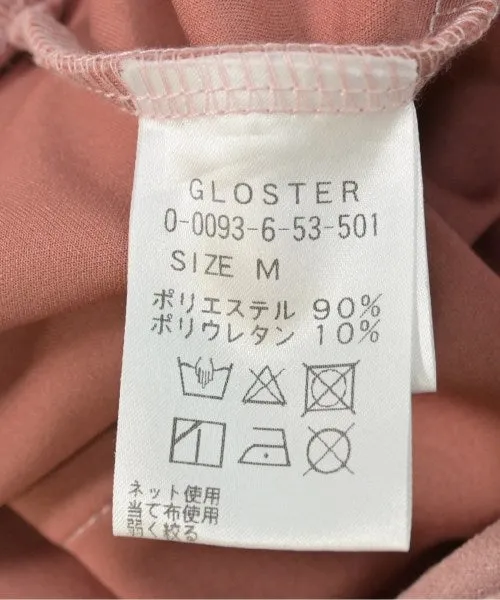 GLOSTER
0-0093-6-53-501
SIZE M
ポリエステル 90%
ポリウレタン 10%
ネット使用
当て布使用
弱く絞る